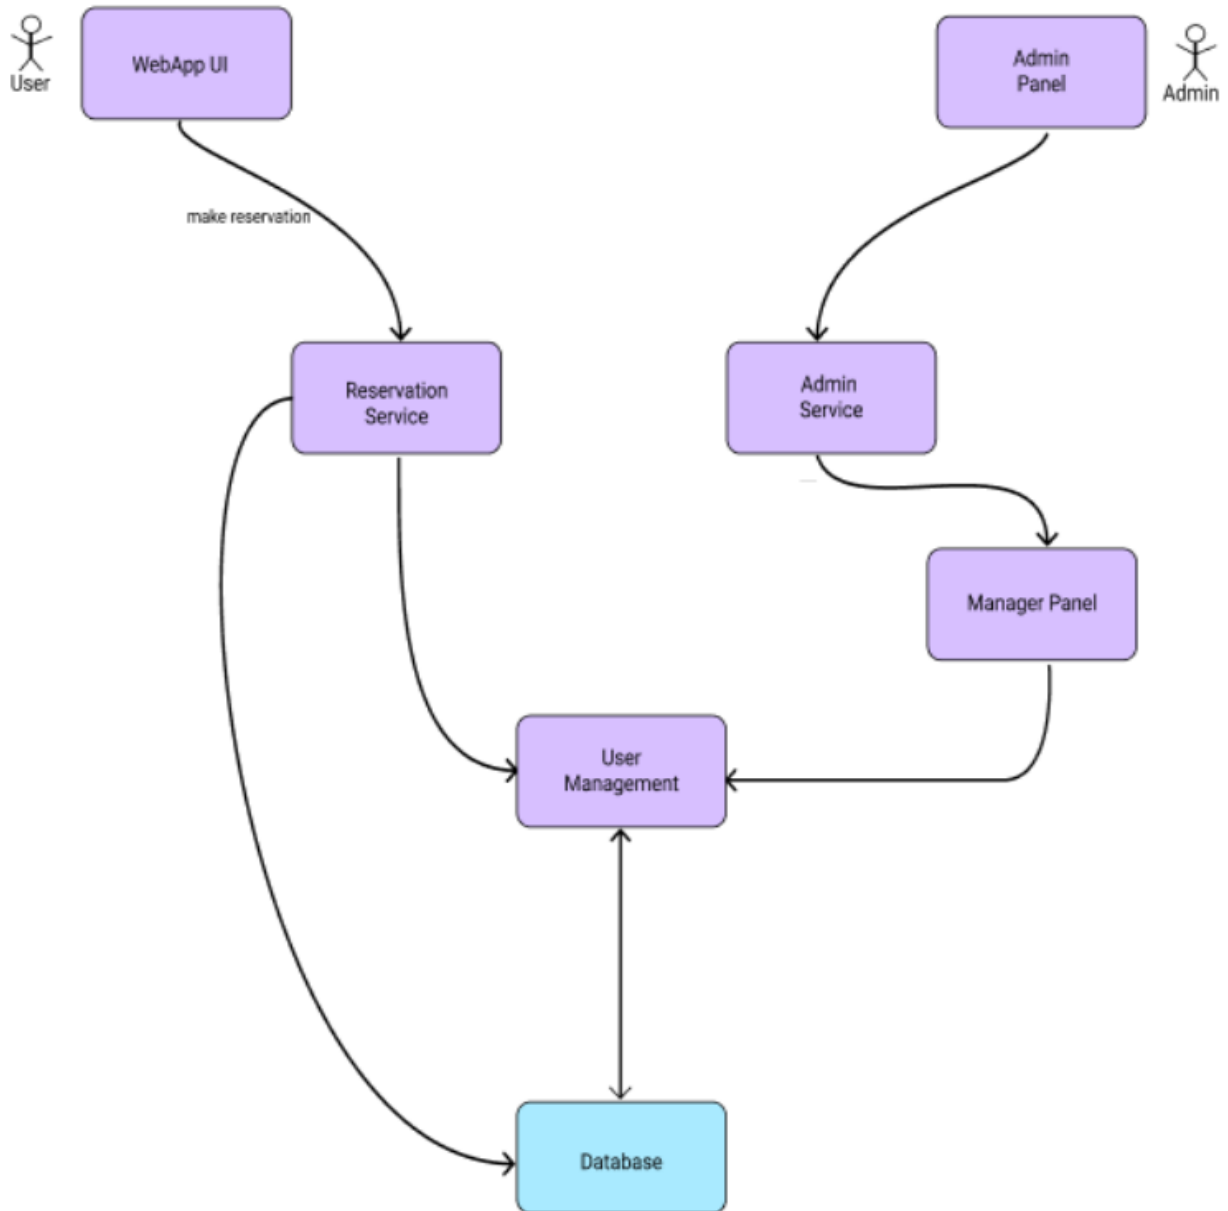 WebApp UI
User
Admin
Panel
Admin
make reservation
Reservation
Service
Admin
Service
Manager Panel
User
Management
Database